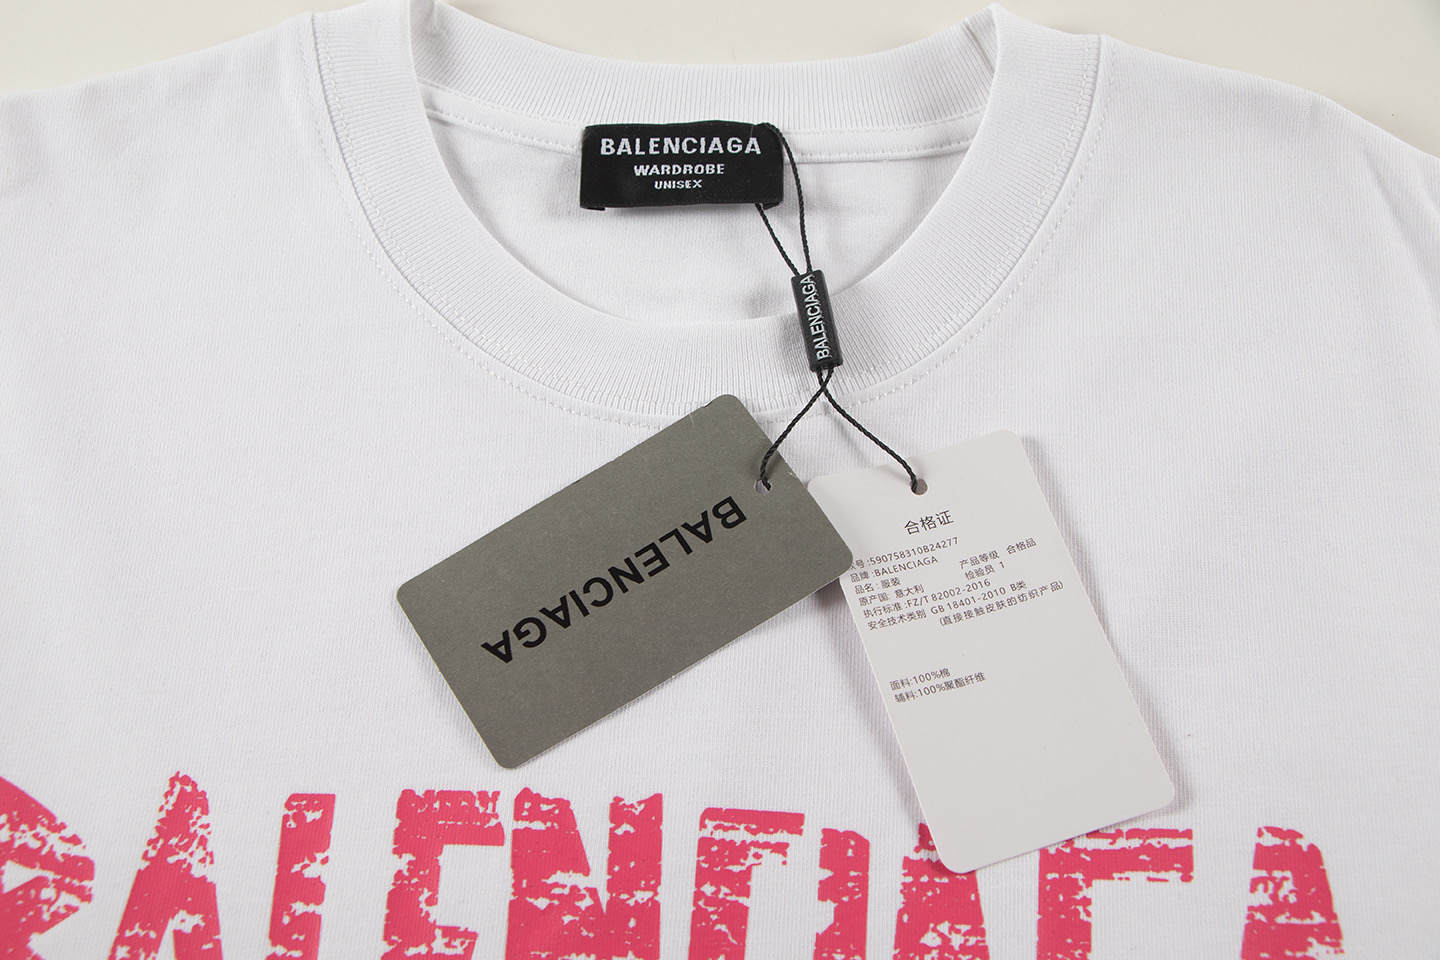 BALENCIAGA
WARDROBE
UNISEX
BALENCIAGA
BALENCIAGA
合格证
号:590758310B24277
品牌:BALENCIAGA 产品等级 合格品
品名:服装 检验员 1
原产国: 意大利
执行标准:FZ/T 82002-2016
安全技术类别 GB 18401-2010 B类
(直接接触皮肤的纺织产品)
面料:100%棉
辅料:100%聚酯纤维
BALENCIAGA